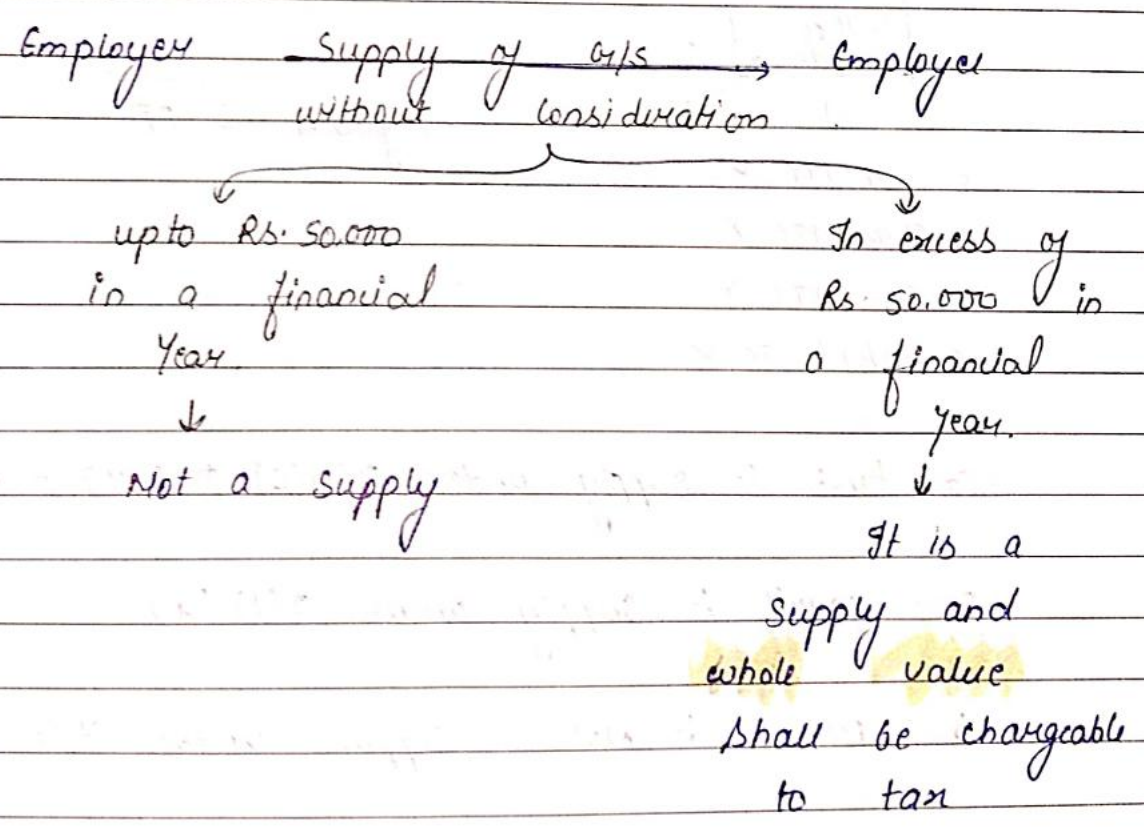 Employer Supply of G/S → Employee
without consideration
upto Rs. 50,000
in a financial
Year.
↓
Not a supply
In excess of
Rs. 50,000 in
a financial
year.
↓
It is a
supply and
whole value
shall be chargeable
to tax